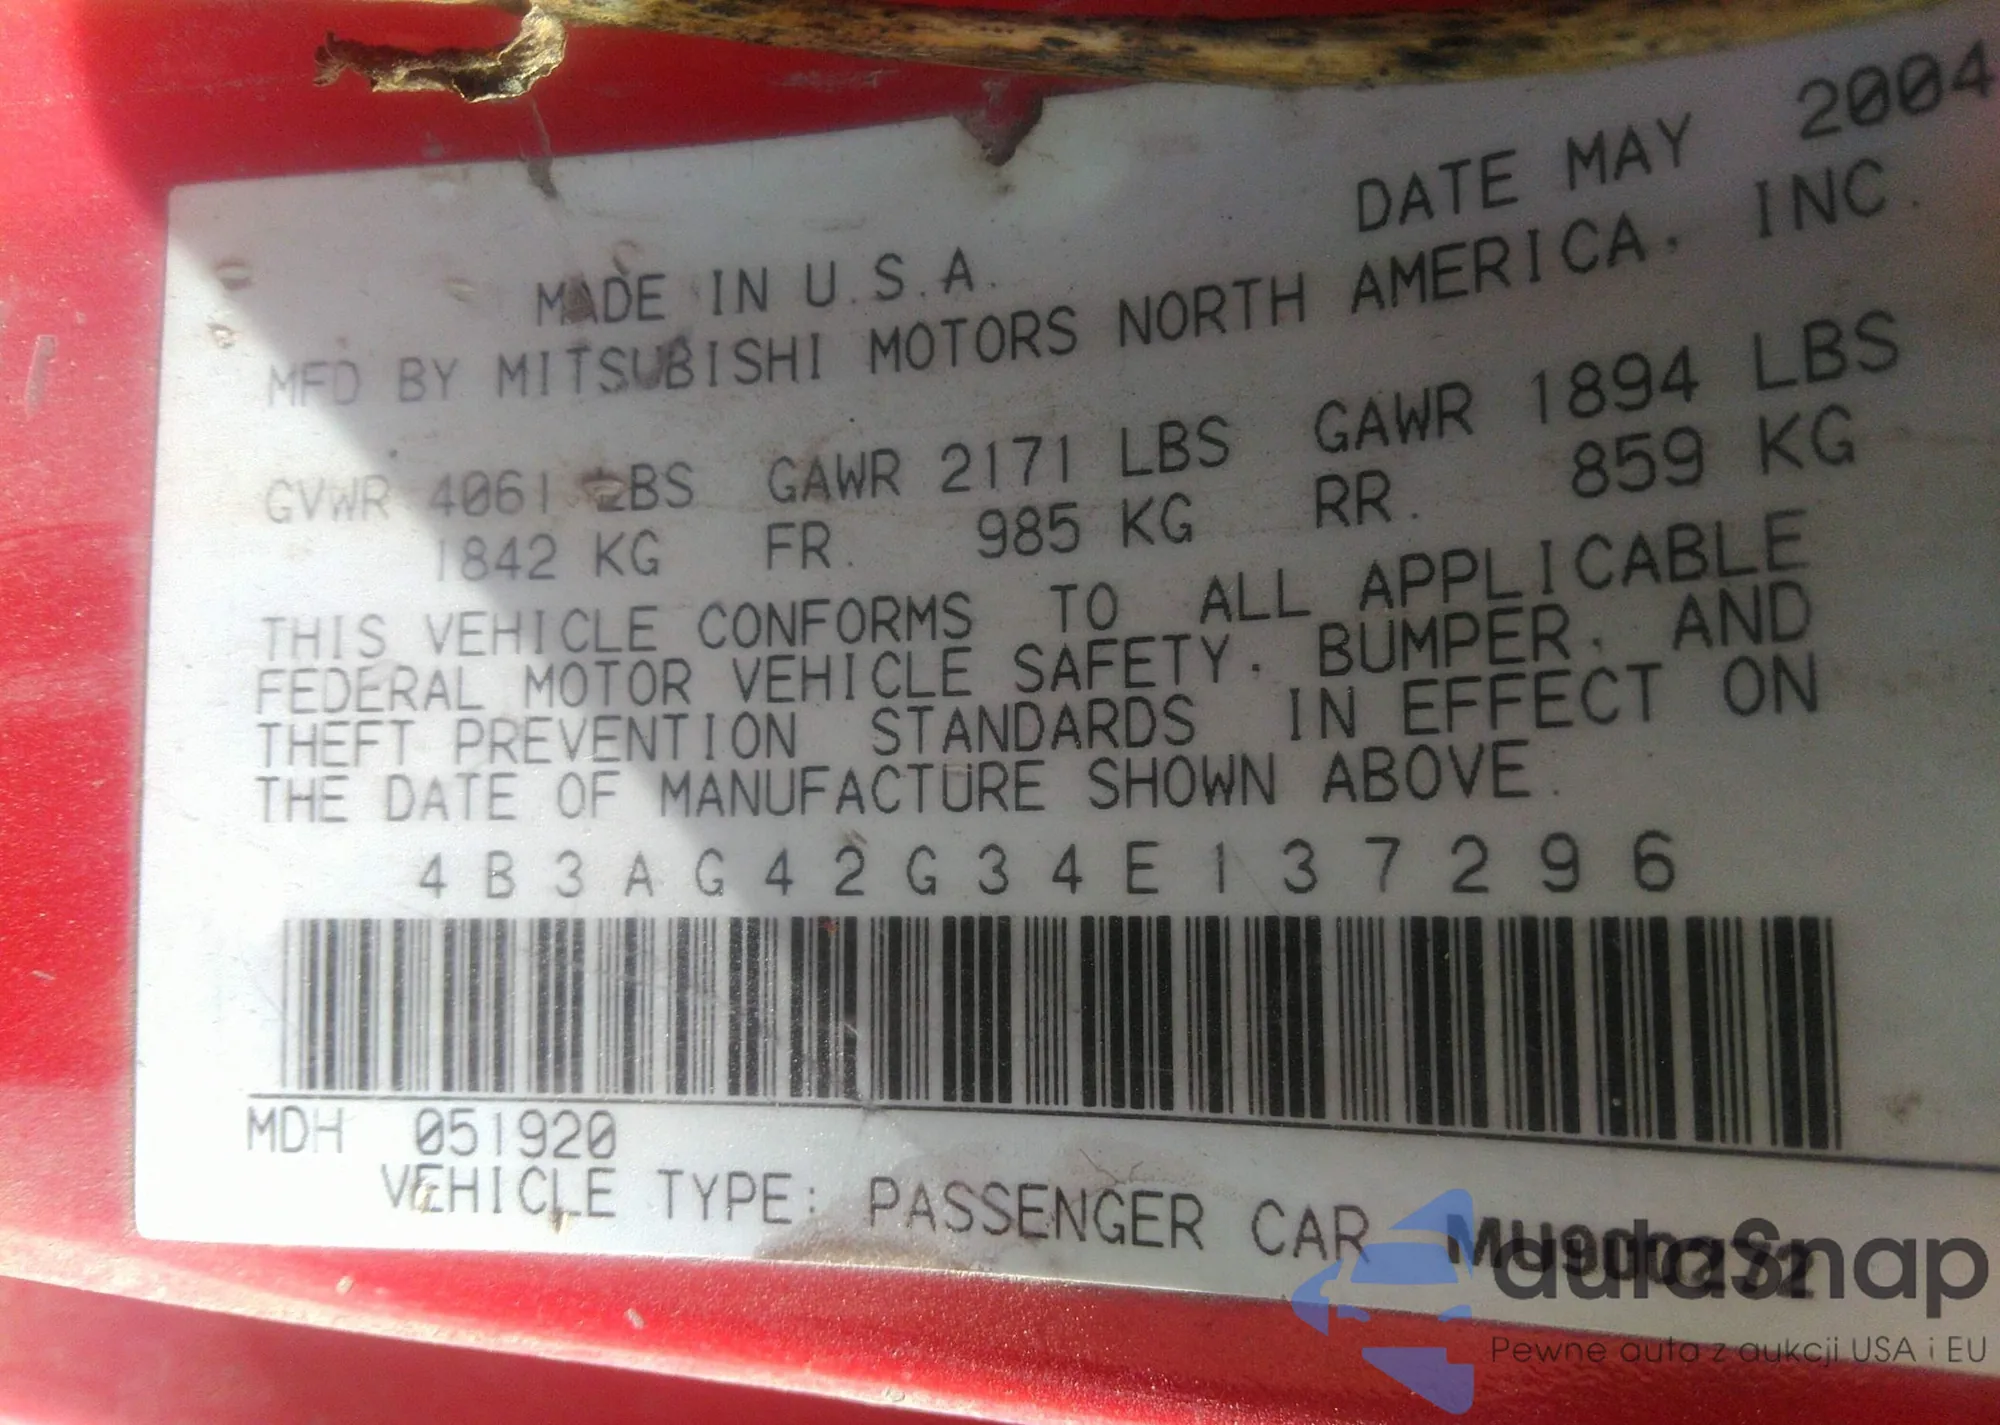 DATE MAY 2004
MADE IN U.S.A.
MFD BY MITSUBISHI MOTORS NORTH AMERICA, INC.
GVWR 4061 LBS GAWR 2171 LBS GAWR 1894 LBS
1842 KG FR. 985 KG RR. 859 KG
THIS VEHICLE CONFORMS TO ALL APPLICABLE
FEDERAL MOTOR VEHICLE SAFETY, BUMPER, AND
THEFT PREVENTION STANDARDS IN EFFECT ON
THE DATE OF MANUFACTURE SHOWN ABOVE.
4B3AG42G34E137296
MDH 051920
VEHICLE TYPE: PASSENGER CAR MU900272
autaSnap
Pewne auta z aukcji USA i EU